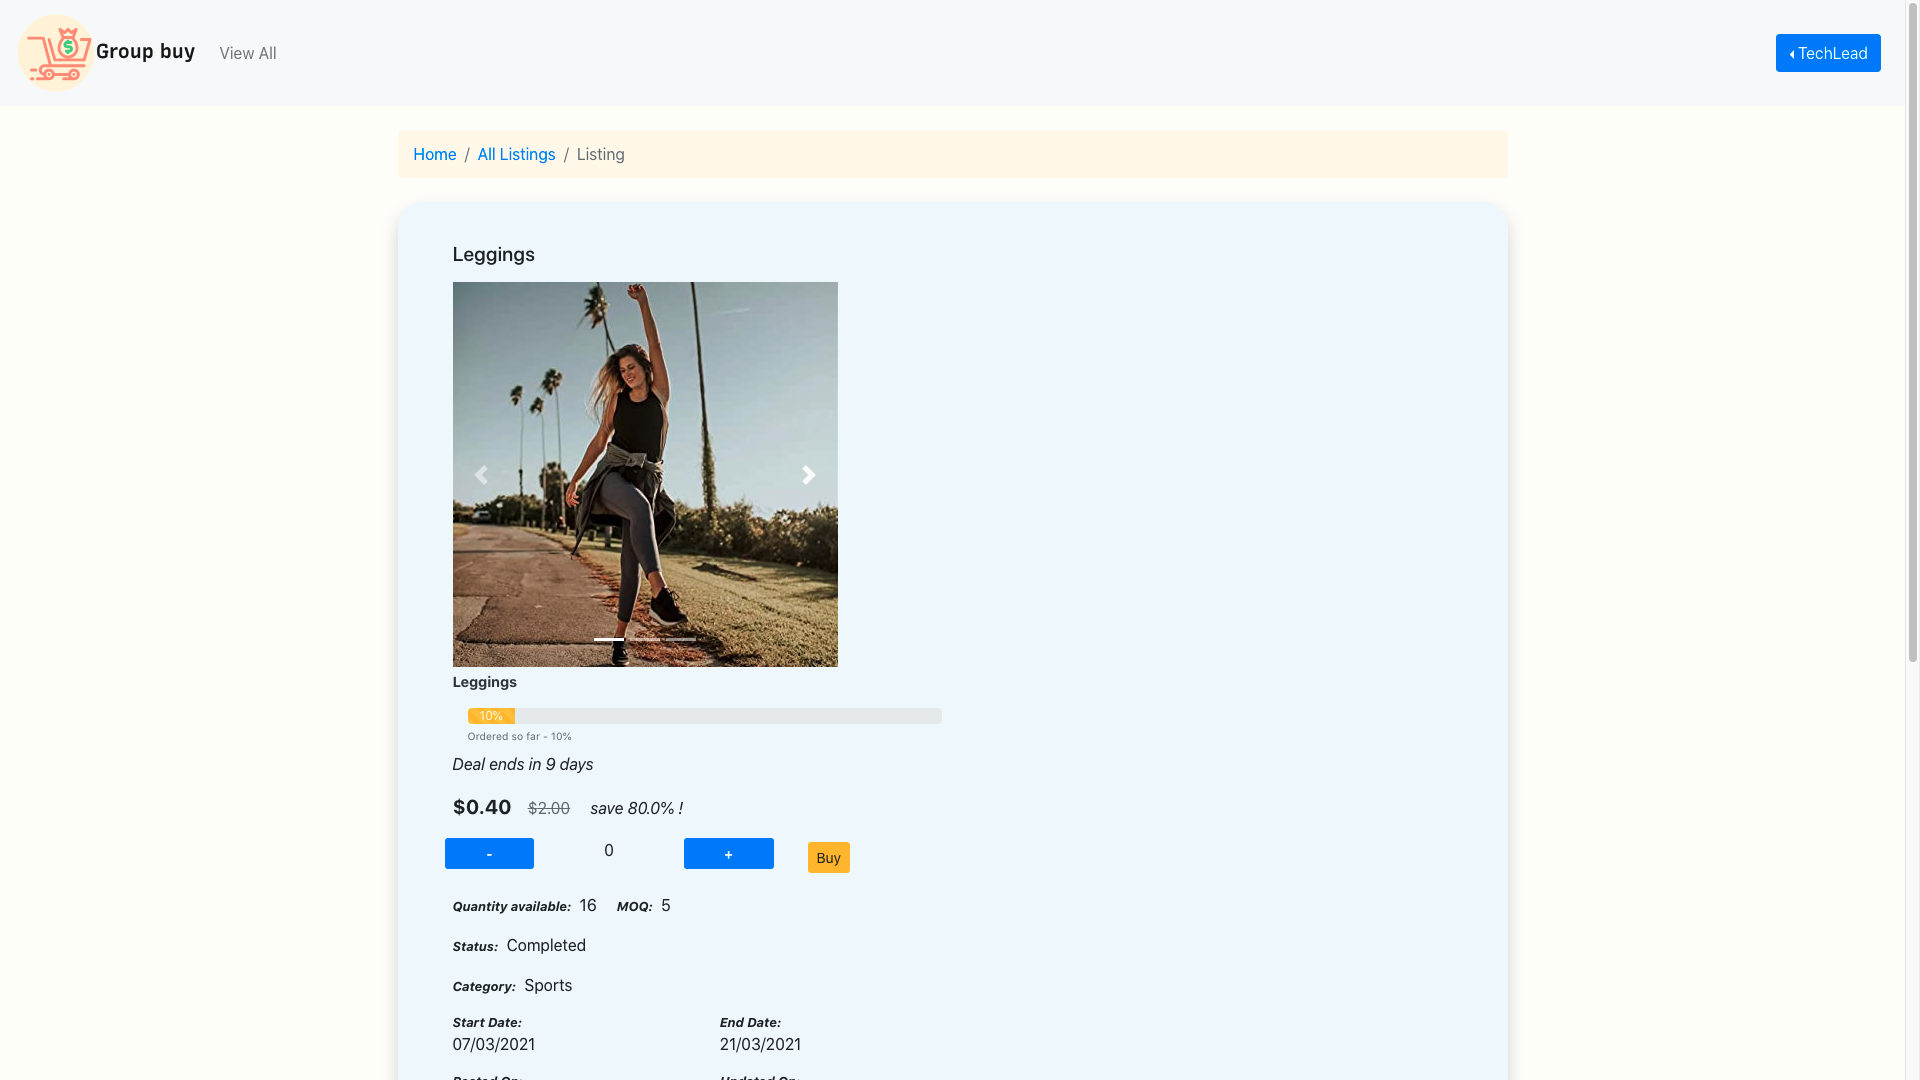 Group buy View All TechLead
Home / All Listings / Listing
Leggings
Leggings
10%
Ordered so far - 10%
Deal ends in 9 days
$0.40 $2.00 save 80.0% !
- 0 + Buy
Quantity available: 16 MOQ: 5
Status: Completed
Category: Sports
Start Date: End Date:
07/03/2021 21/03/2021